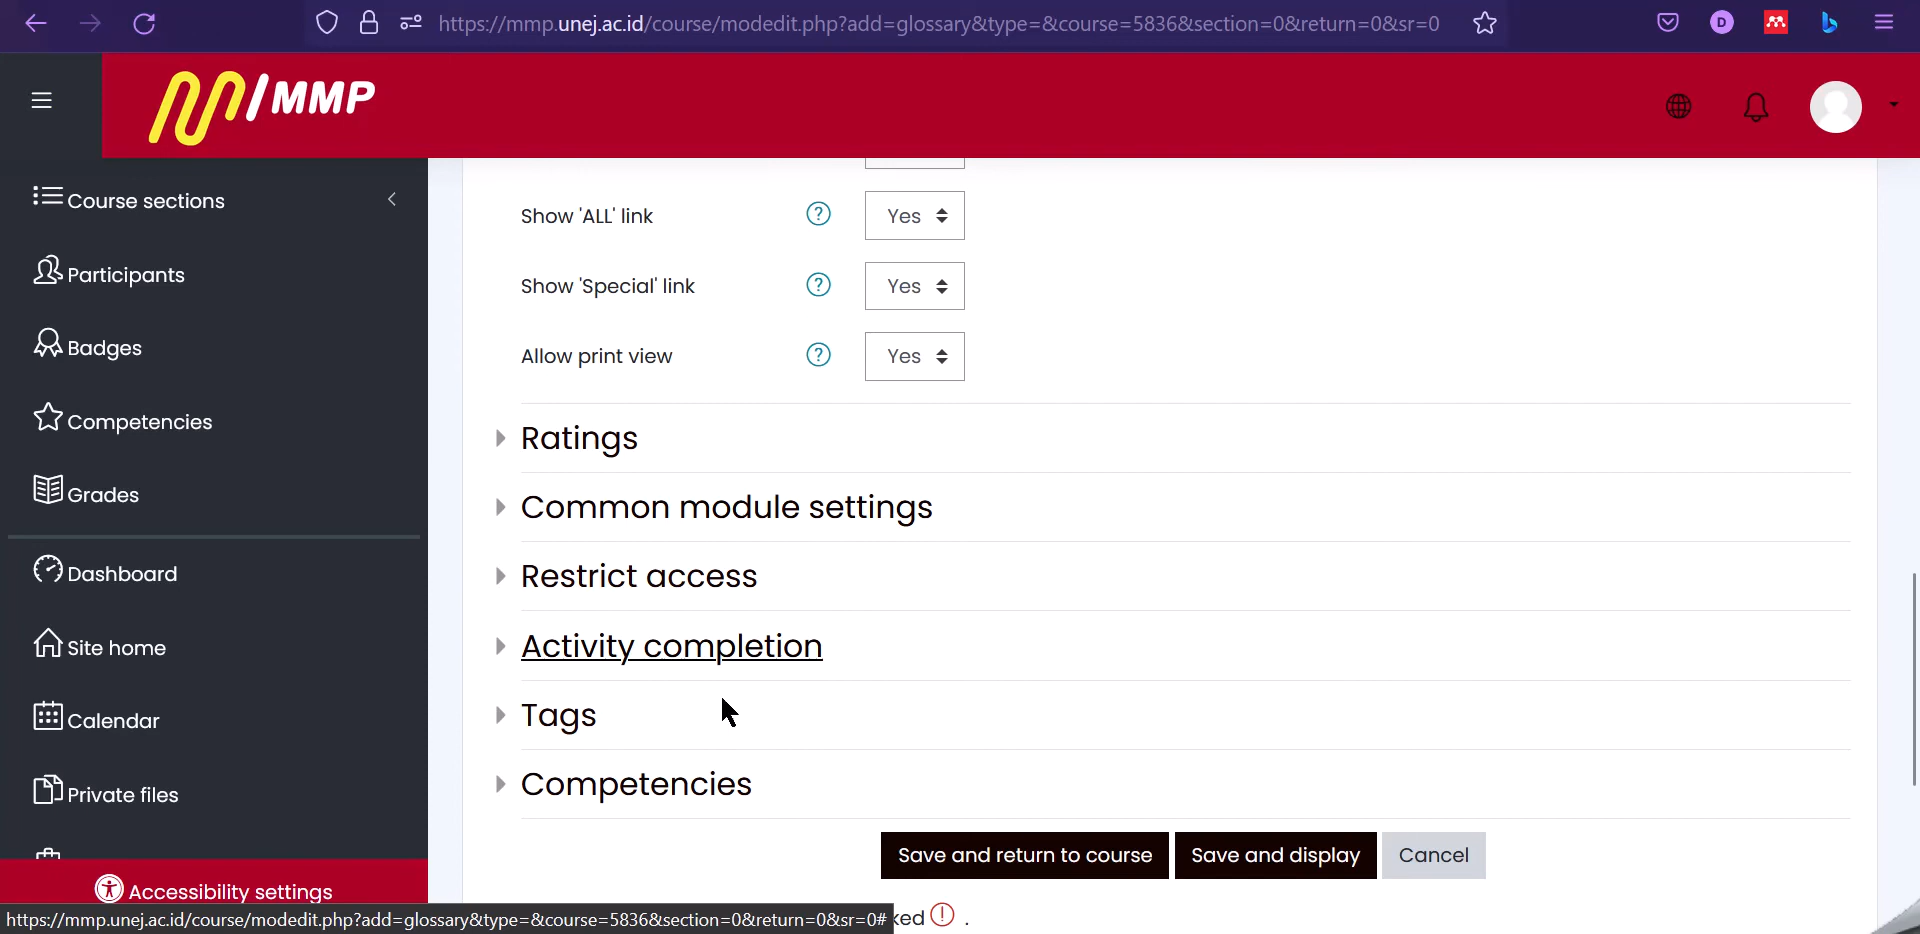 https://mmp.unej.ac.id/course/modedit.php?add=glossary&type=&course=5836&section=0&return=0&sr=0
D
MMP
Course sections
Participants
Badges
Competencies
Grades
Dashboard
Site home
Calendar
Private files
Accessibility settings
Show 'ALL' link ? Yes
Show 'Special' link ? Yes
Allow print view ? Yes
Ratings
Common module settings
Restrict access
Activity completion
Tags
Competencies
Save and return to course Save and display Cancel
https://mmp.unej.ac.id/course/modedit.php?add=glossary&type=&course=5836&section=0&return=0&sr=0#